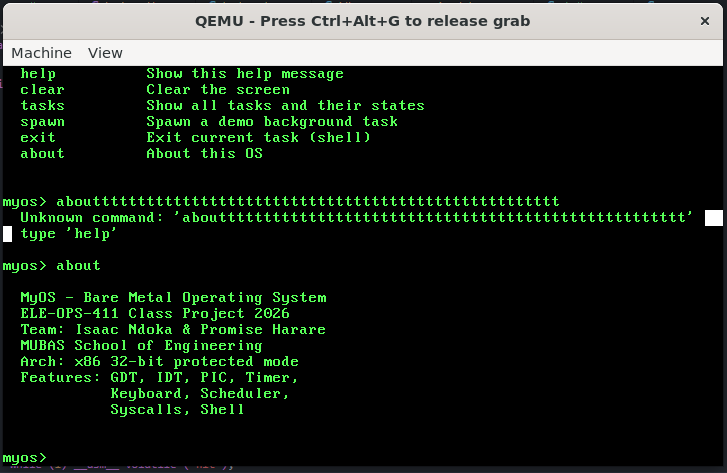 QEMU - Press Ctrl+Alt+G to release grab ×
Machine View
help Show this help message
clear Clear the screen
tasks Show all tasks and their states
spawn Spawn a demo background task
exit Exit current task (shell)
about About this OS
myos> aboutttttttttttttttttttttttttttttttttttttttttttttttttttt
Unknown command: 'aboutttttttttttttttttttttttttttttttttttttttttttttttttttt'
type 'help'
myos> about
MyOS - Bare Metal Operating System
ELE-OPS-411 Class Project 2026
Team: Isaac Ndoka & Promise Harare
MUBAS School of Engineering
Arch: x86 32-bit protected mode
Features: GDT, IDT, PIC, Timer,
Keyboard, Scheduler,
Syscalls, Shell
myos>